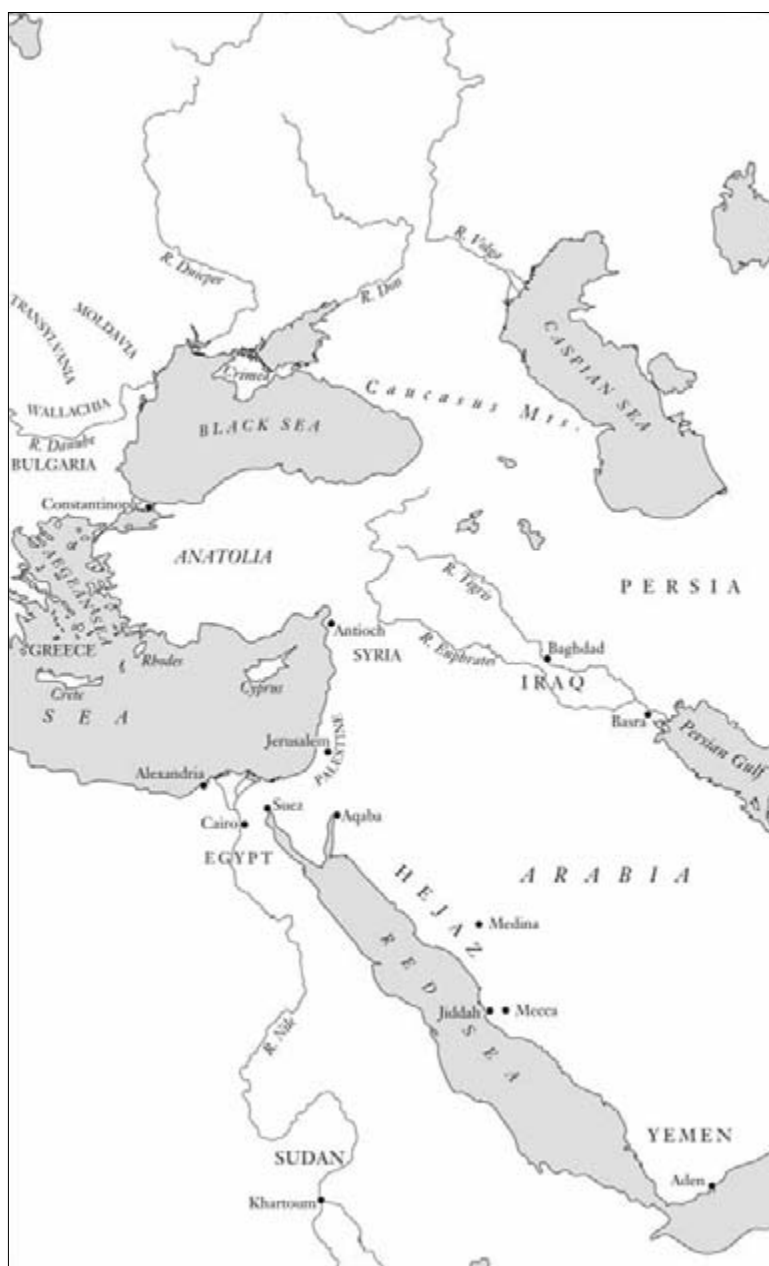 R. Volga
R. Dnieper
R. Don
TRANSYLVANIA
MOLDAVIA
CASPIAN SEA
Crimea
Caucasus Mts.
WALLACHIA
BLACK SEA
R. Danube
BULGARIA
Constantinople
ANATOLIA
AEGEAN SEA
R. Tigris
PERSIA
Antioch
R. Euphrates
Baghdad
GREECE
Rhodes
SYRIA
Cyprus
IRAQ
Crete
SEA
Basra
Persian Gulf
Jerusalem
PALESTINE
Alexandria
Suez
Aqaba
Cairo
EGYPT
HEJAZ
ARABIA
Medina
RED SEA
Jiddah
Mecca
R. Nile
YEMEN
SUDAN
Aden
Khartoum